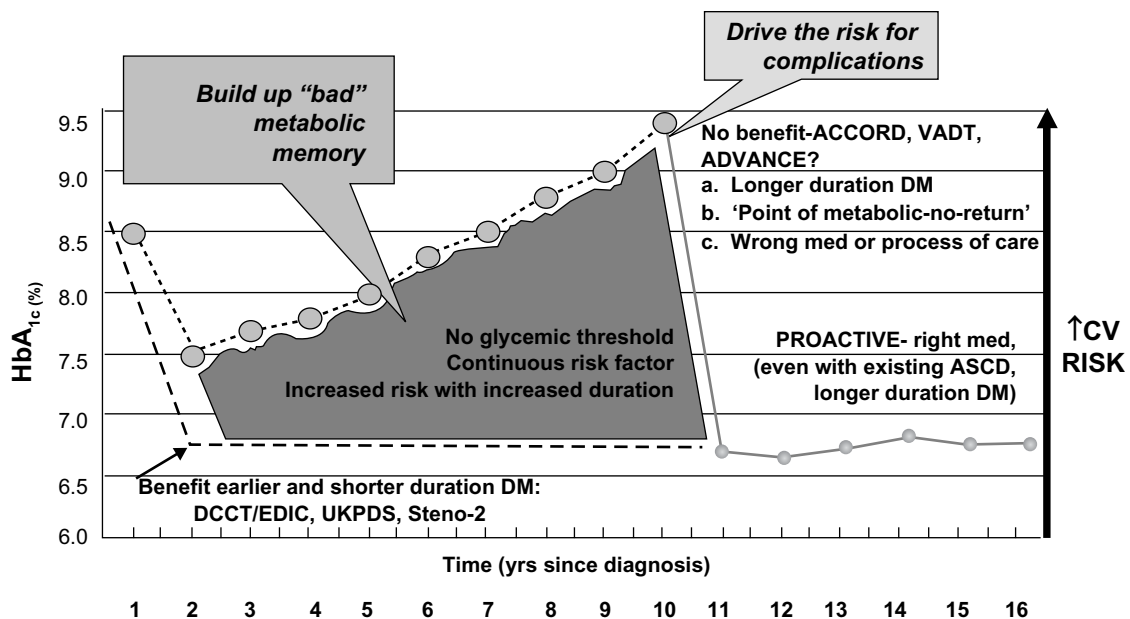 Drive the risk for
complications
Build up “bad”
metabolic
memory
9.5
9.0
8.5
8.0
7.5
7.0
6.5
6.0
HbA1c (%)
No benefit-ACCORD, VADT,
ADVANCE?
a. Longer duration DM
b. ‘Point of metabolic-no-return’
c. Wrong med or process of care
No glycemic threshold
Continuous risk factor
Increased risk with increased duration
PROACTIVE- right med,
(even with existing ASCD,
longer duration DM)
↑CV
RISK
Benefit earlier and shorter duration DM:
DCCT/EDIC, UKPDS, Steno-2
Time (yrs since diagnosis)
1 2 3 4 5 6 7 8 9 10 11 12 13 14 15 16